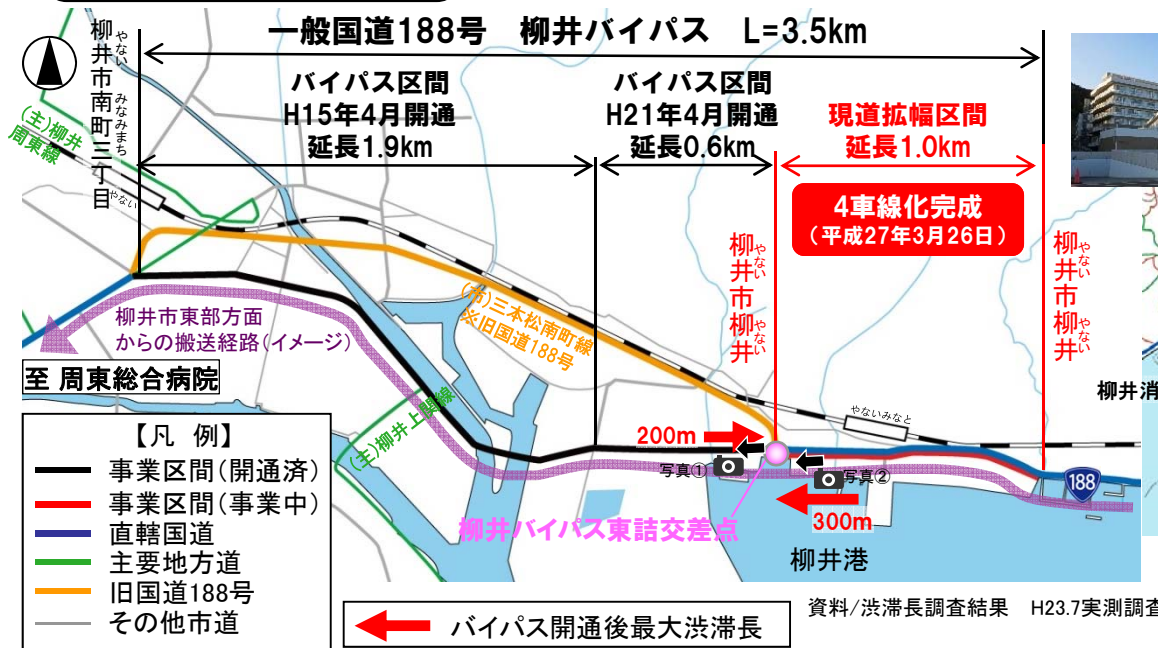 一般国道188号 柳井バイパス L=3.5km
柳井市南町三丁目
やない
みなみまち
バイパス区間
H15年4月開通
延長1.9km
バイパス区間
H21年4月開通
延長0.6km
現道拡幅区間
延長1.0km
4車線化完成
(平成27年3月26日)
(主)柳井
周東線
やない
柳井市柳井
やない
やない
柳井市柳井
やない
やない
(市)三本松南町線
※旧国道188号
柳井市東部方面
からの搬送経路(イメージ)
至 周東総合病院
(主)柳井上関線
やないみなと
柳井消
200m
写真①
写真②
188
300m
柳井バイパス東詰交差点
柳井港
【凡 例】
事業区間(開通済)
事業区間(事業中)
直轄国道
主要地方道
旧国道188号
その他市道
バイパス開通後最大渋滞長
資料/渋滞長調査結果 H23.7実測調査